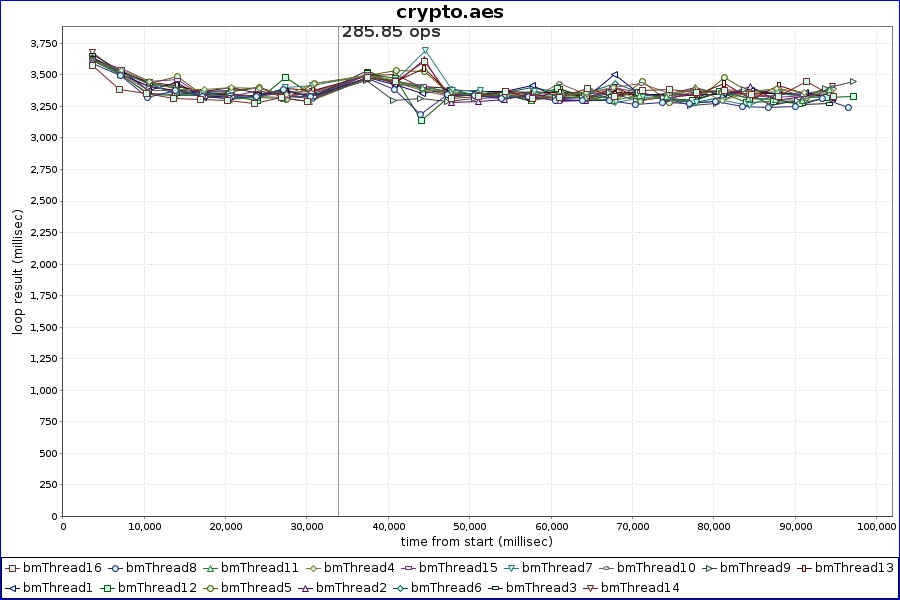 crypto.aes
285.85 ops
3,750
3,500
3,250
3,000
2,750
2,500
2,250
2,000
1,750
1,500
1,250
1,000
750
500
250
0
loop result (millisec)
0 10,000 20,000 30,000 40,000 50,000 60,000 70,000 80,000 90,000 100,000
time from start (millisec)
bmThread16 bmThread8 bmThread11 bmThread4 bmThread15 bmThread7 bmThread10 bmThread9 bmThread13
bmThread1 bmThread12 bmThread5 bmThread2 bmThread6 bmThread3 bmThread14